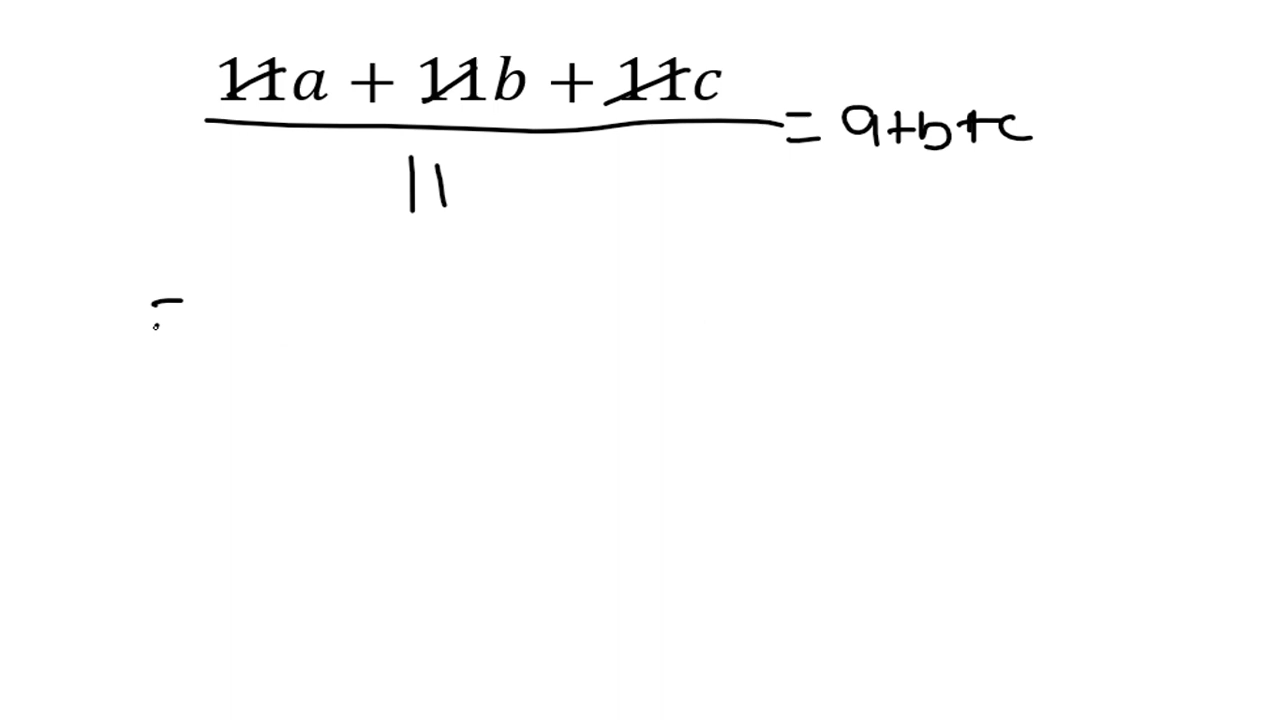 11a + 11b + 11c
= a+b+c
11
=